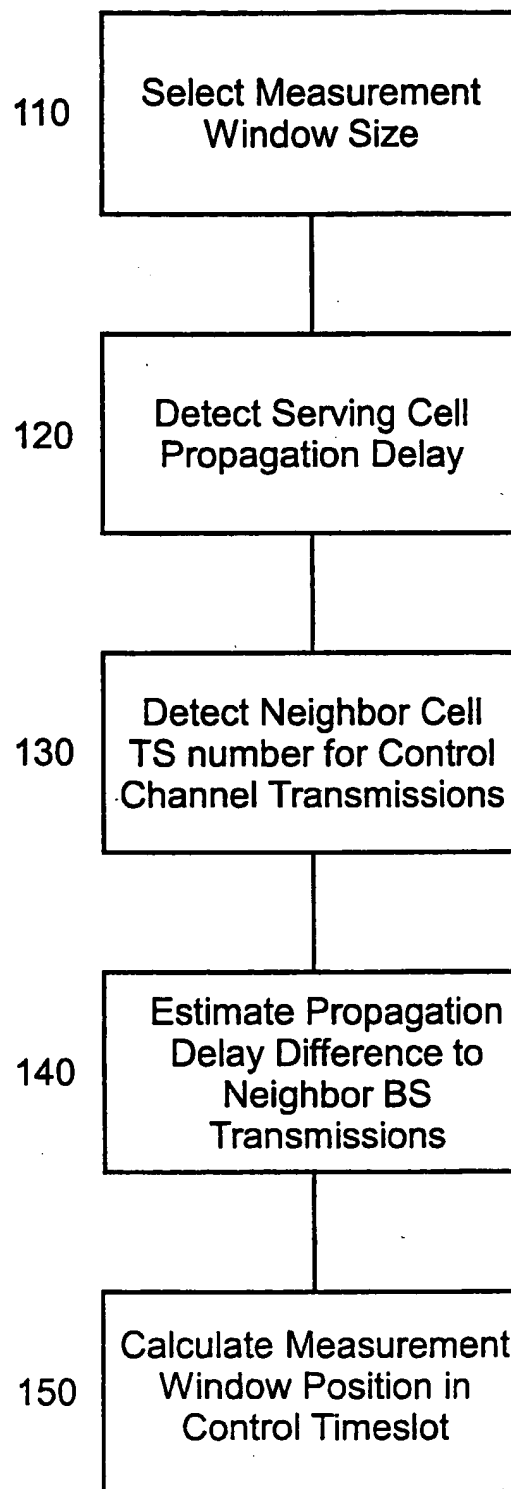 110
Select Measurement
Window Size
120
Detect Serving Cell
Propagation Delay
130
Detect Neighbor Cell
TS number for Control
Channel Transmissions
140
Estimate Propagation
Delay Difference to
Neighbor BS
Transmissions
150
Calculate Measurement
Window Position in
Control Timeslot